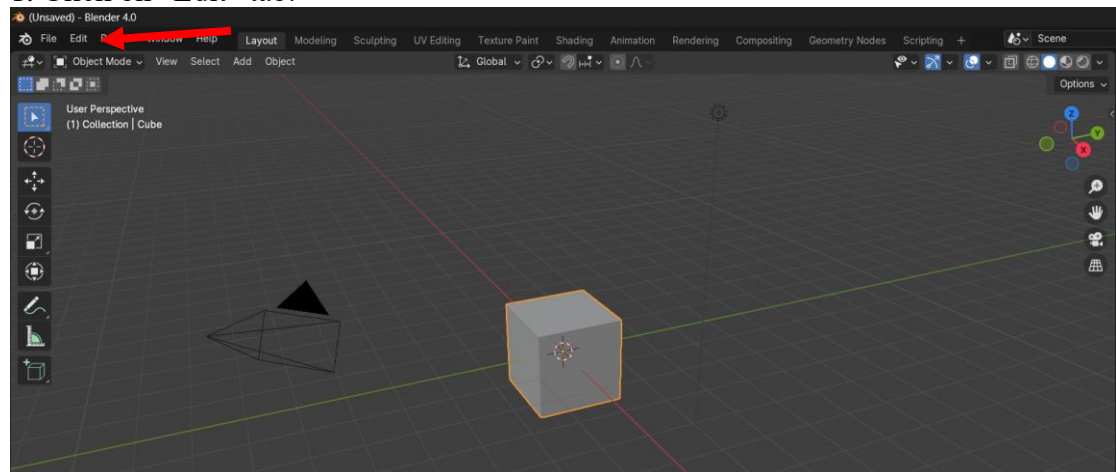 (Unsaved) - Blender 4.0
File Edit Help Layout Modeling Sculpting UV Editing Texture Paint Shading Animation Rendering Compositing Geometry Nodes Scripting + Scene
Object Mode View Select Add Object Global
Options
User Perspective
(1) Collection | Cube
Z
Y
X